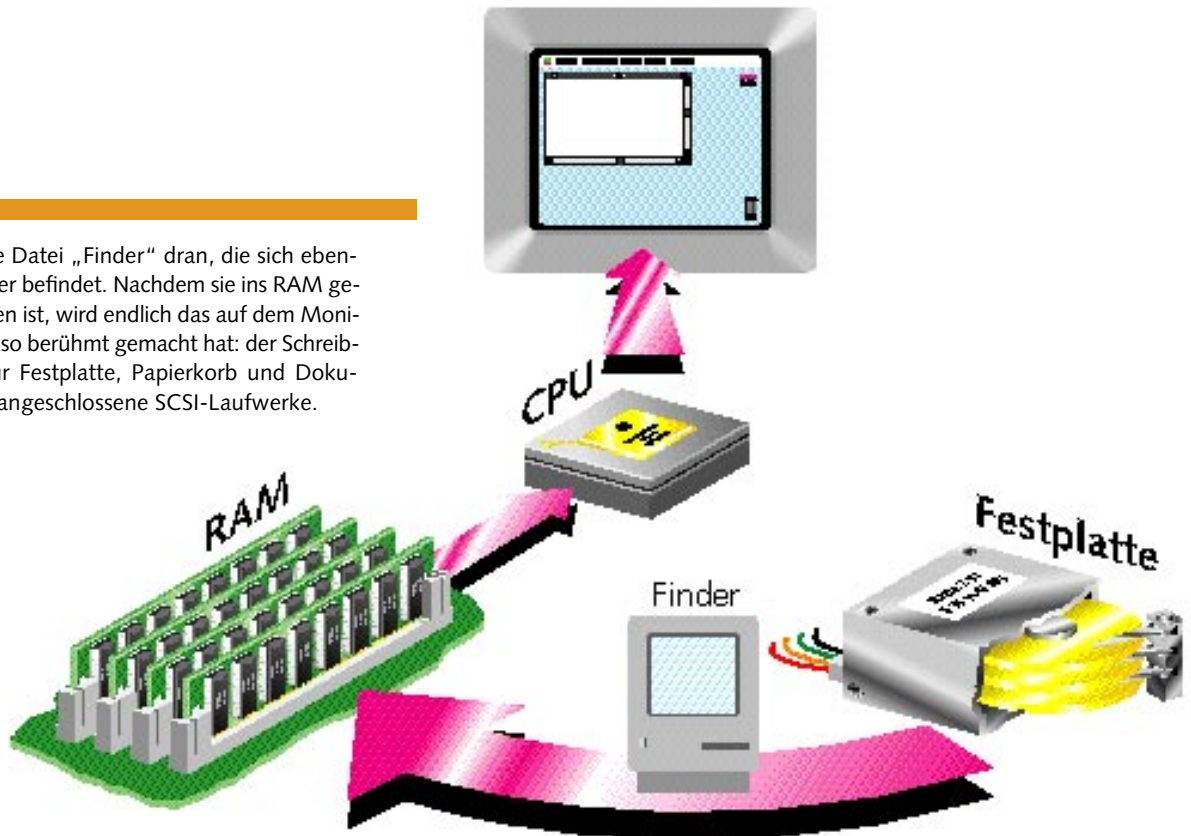 e Datei „Finder“ dran, die sich eben-
er befindet. Nachdem sie ins RAM ge-
en ist, wird endlich das auf dem Moni-
so berühmt gemacht hat: der Schreib-
ür Festplatte, Papierkorb und Doku-
angeschlossene SCSI-Laufwerke.
CPU
RAM
Festplatte
Finder